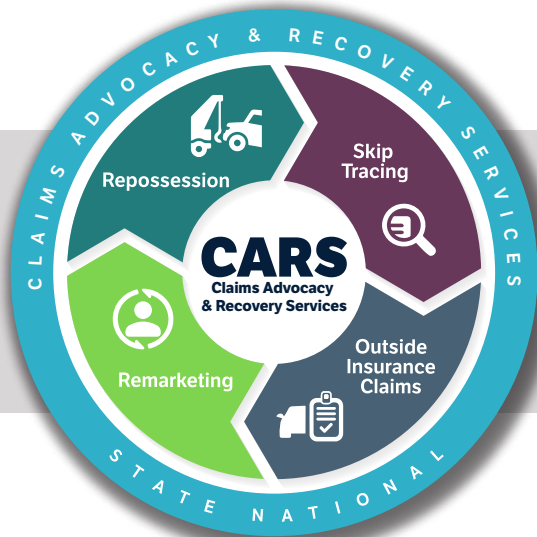 CLAIMS ADVOCACY & RECOVERY SERVICES
Repossession
Skip
Tracing
CARS
Claims Advocacy
& Recovery Services
Remarketing
Outside
Insurance
Claims
STATE NATIONAL